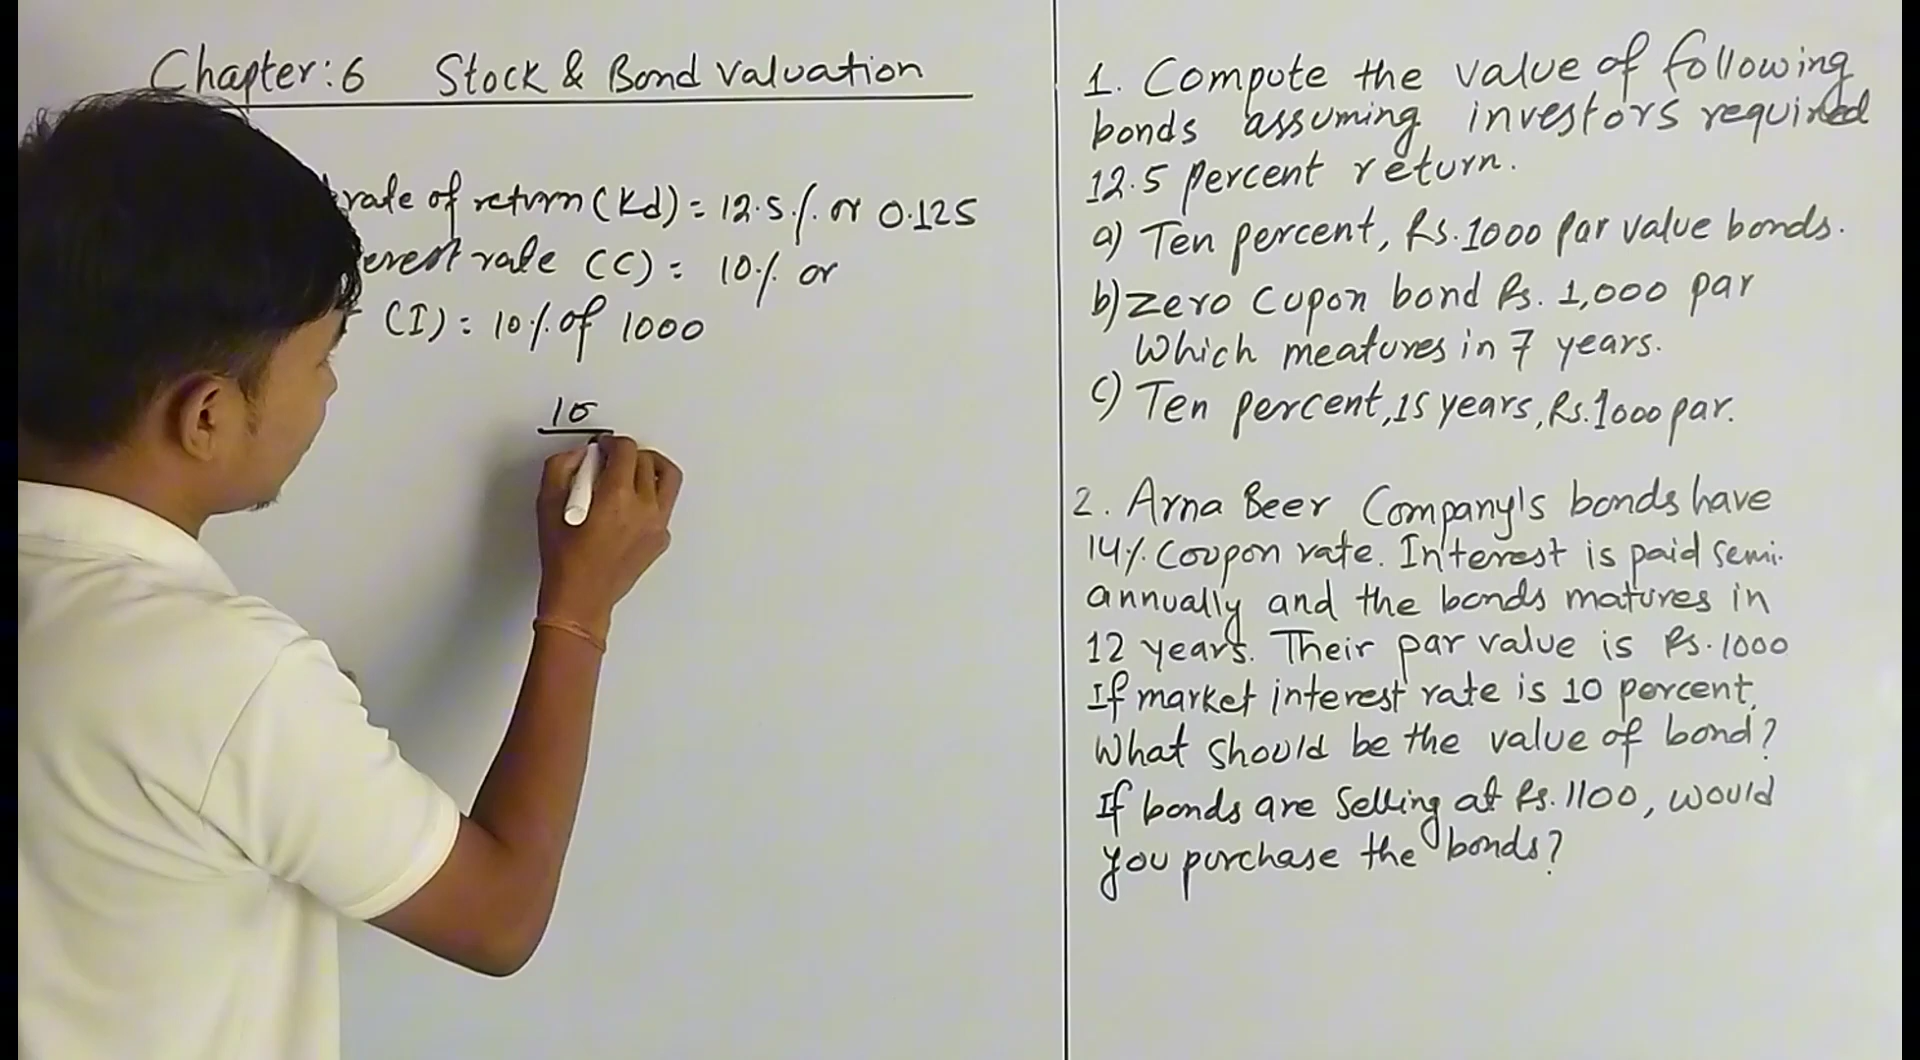 Chapter:6 Stock & Bond valuation
rate of return (Kd) = 12.5% or 0.125
erest rate (C) = 10% or
(I) = 10% of 1000
10
1. Compute the value of following
bonds assuming investors required
12.5 percent return.
a) Ten percent, Rs.1000 par value bonds.
b) Zero Cupon bond Rs. 1,000 par
Which meatures in 7 years.
c) Ten percent, 15 years, Rs.1000 par.
2. Arna Beer Company's bonds have
14% Coupon rate. Interest is paid semi-
annually and the bonds matures in
12 years. Their par value is Rs.1000
If market interest rate is 10 percent,
What should be the value of bond?
If bonds are Selling at Rs.1100, would
you purchase the bonds?